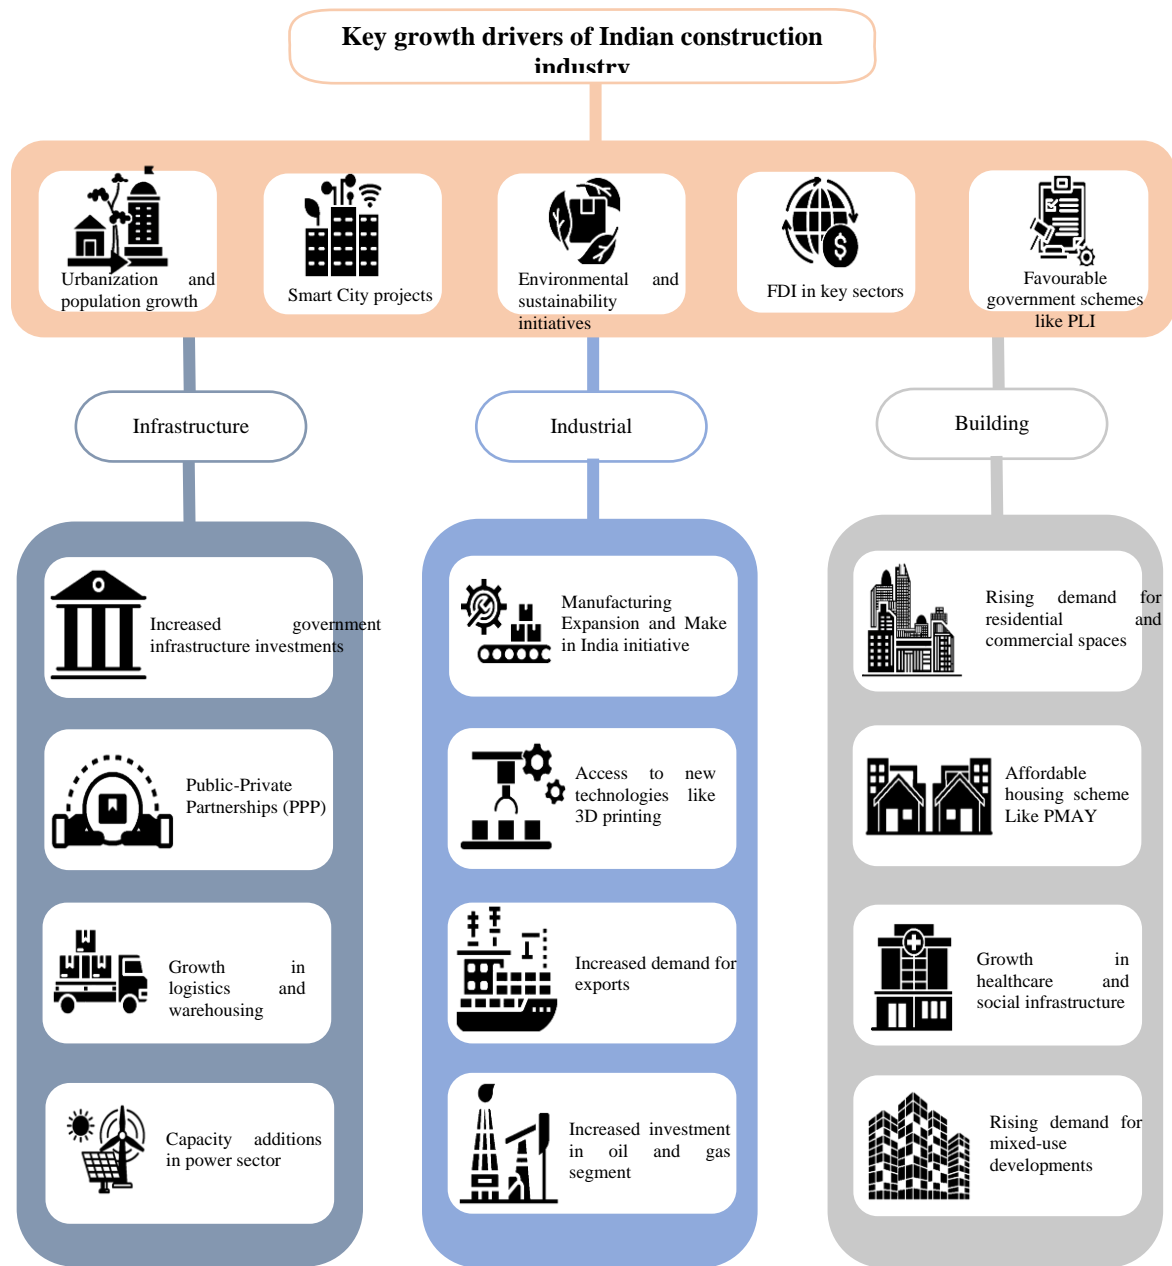 Key growth drivers of Indian construction
industry
Urbanization and
population growth
Smart City projects
Environmental and
sustainability
initiatives
FDI in key sectors
Favourable
government schemes
like PLI
Infrastructure
Industrial
Building
Increased government
infrastructure investments
Public-Private
Partnerships (PPP)
Growth in
logistics and
warehousing
Capacity additions
in power sector
Manufacturing
Expansion and Make
in India initiative
Access to new
technologies like
3D printing
Increased demand for
exports
Increased investment
in oil and gas
segment
Rising demand for
residential and
commercial spaces
Affordable
housing scheme
Like PMAY
Growth in
healthcare and
social infrastructure
Rising demand for
mixed-use
developments